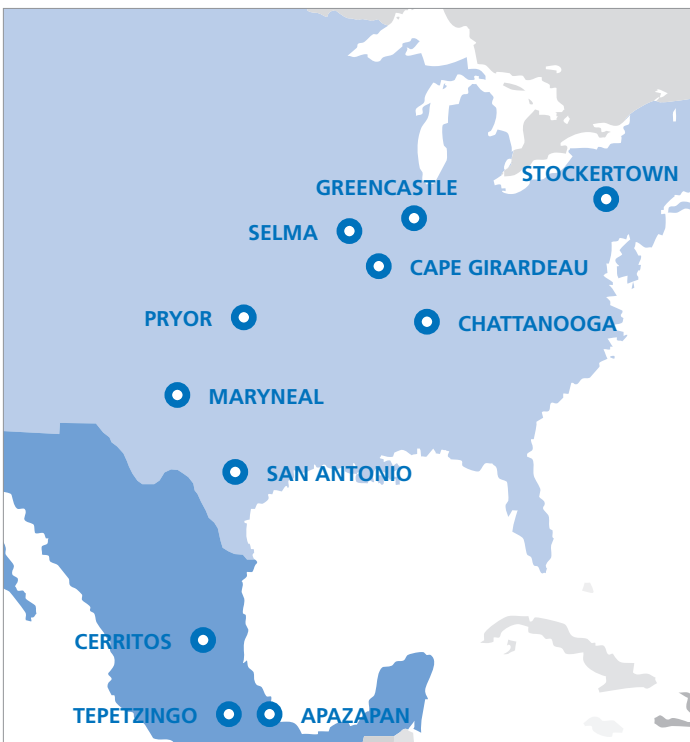 STOCKERTOWN
GREENCASTLE
SELMA
CAPE GIRARDEAU
PRYOR
CHATTANOOGA
MARYNEAL
SAN ANTONIO
CERRITOS
TEPETZINGO
APAZAPAN